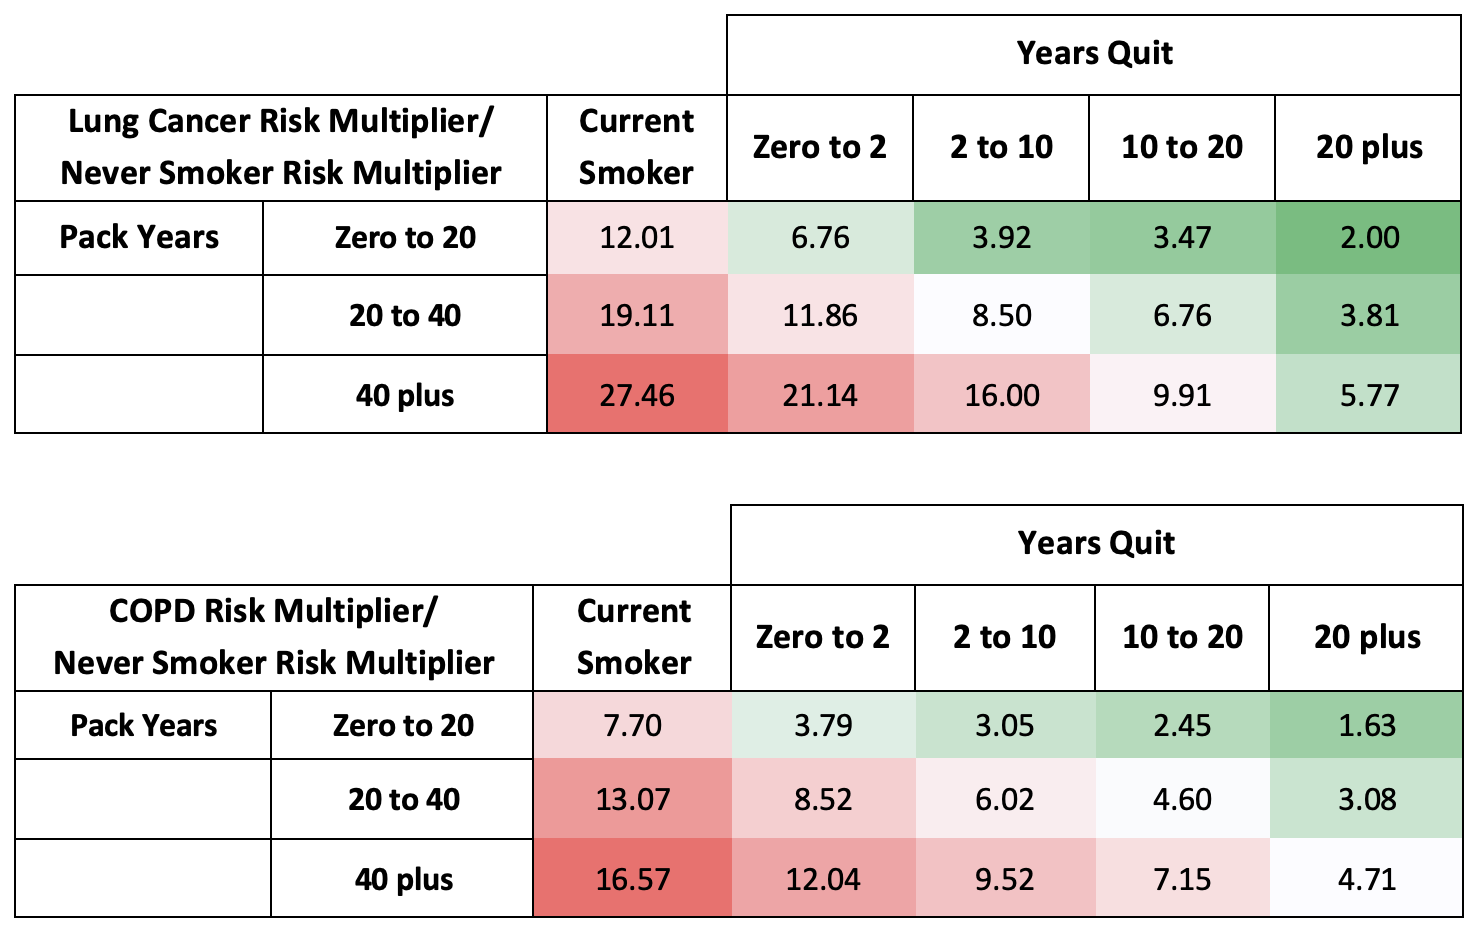 Years Quit
Lung Cancer Risk Multiplier/
Never Smoker Risk Multiplier
Current
Smoker
Zero to 2
2 to 10
10 to 20
20 plus
Pack Years Zero to 20 12.01 6.76 3.92 3.47 2.00
20 to 40 19.11 11.86 8.50 6.76 3.81
40 plus 27.46 21.14 16.00 9.91 5.77
Years Quit
COPD Risk Multiplier/
Never Smoker Risk Multiplier
Current
Smoker
Zero to 2
2 to 10
10 to 20
20 plus
Pack Years Zero to 20 7.70 3.79 3.05 2.45 1.63
20 to 40 13.07 8.52 6.02 4.60 3.08
40 plus 16.57 12.04 9.52 7.15 4.71